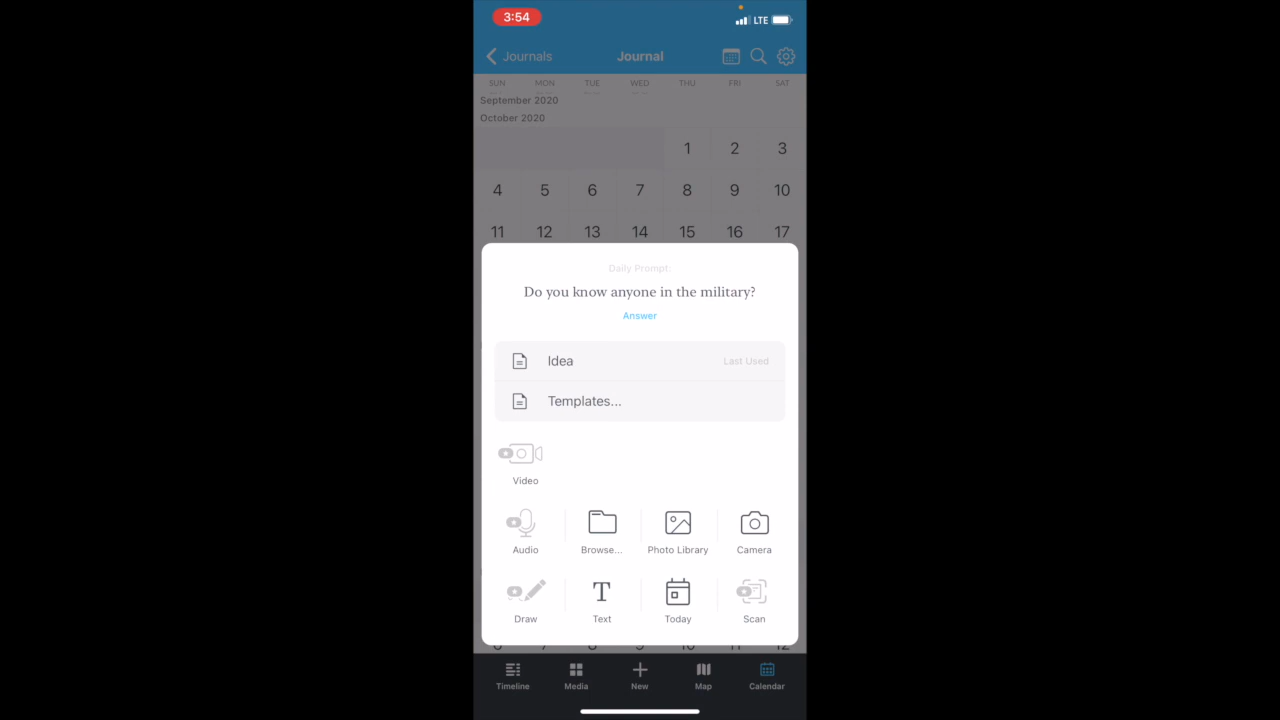 3:54
LTE
Journals
Journal
SUN MON TUE WED THU FRI SAT
September 2020
October 2020
1 2 3
4 5 6 7 8 9 10
11 12 13 14 15 16 17
Daily Prompt:
Do you know anyone in the military?
Answer
Idea Last Used
Templates...
Video
Audio Browse... Photo Library Camera
T
Draw Text Today Scan
Timeline Media New Map Calendar